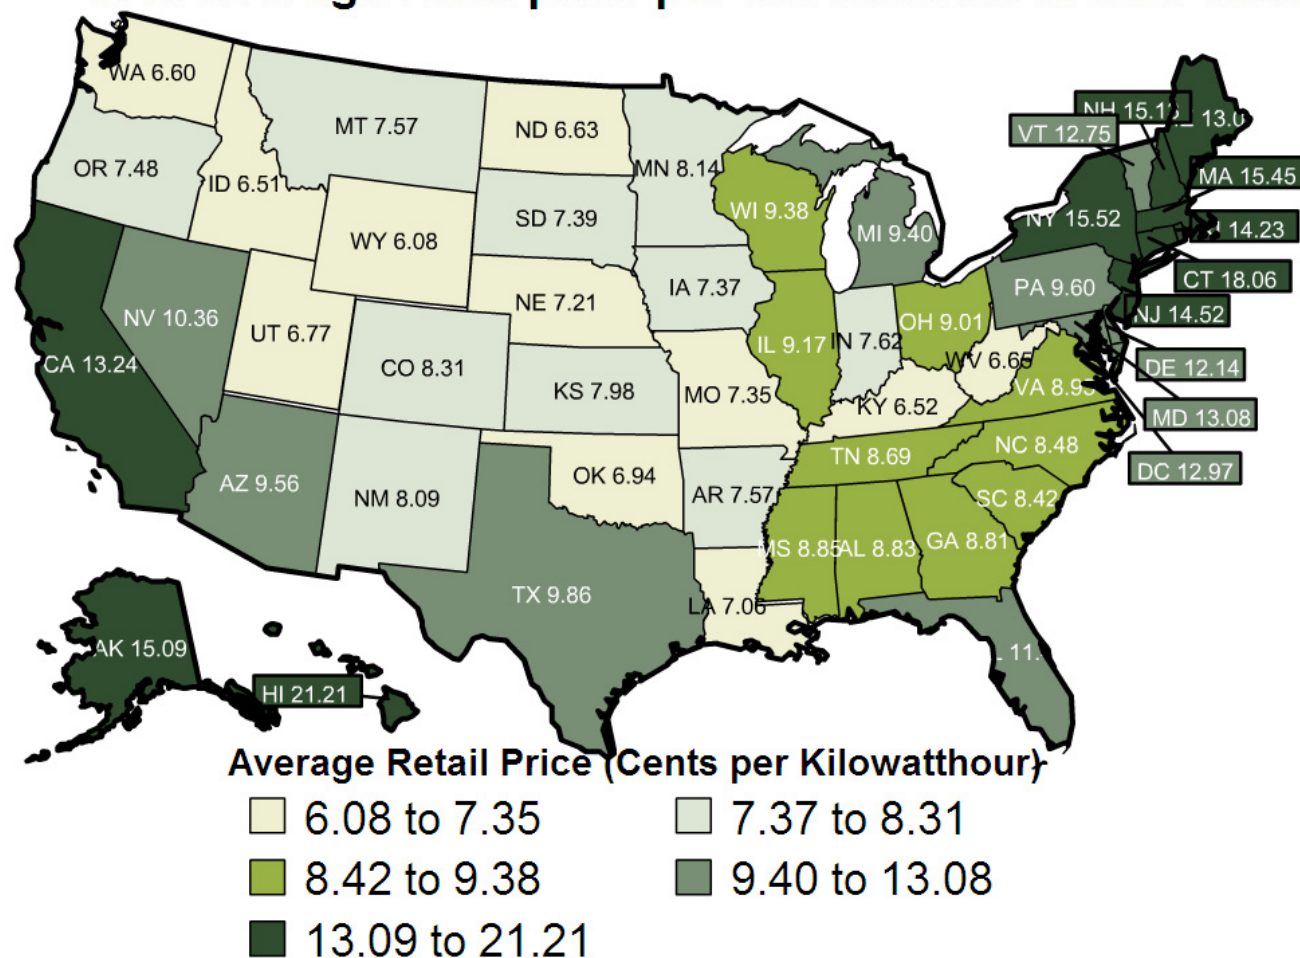 WA 6.60
MT 7.57
ND 6.63
MN 8.14
OR 7.48
ID 6.51
SD 7.39
WY 6.08
WI 9.38
MI 9.40
NH 15.13
VT 12.75
13.0
MA 15.45
NY 15.52
14.23
CT 18.06
NJ 14.52
PA 9.60
DE 12.14
MD 13.08
DC 12.97
NV 10.36
UT 6.77
NE 7.21
IA 7.37
IL 9.17
IN 7.62
OH 9.01
WV 6.65
VA 8.95
CA 13.24
CO 8.31
KS 7.98
MO 7.35
KY 6.52
AZ 9.56
NM 8.09
OK 6.94
AR 7.57
TN 8.69
NC 8.48
SC 8.42
MS 8.85
AL 8.83
GA 8.81
TX 9.86
LA 7.06
11.
AK 15.09
HI 21.21
Average Retail Price (Cents per Kilowatthour)
6.08 to 7.35
7.37 to 8.31
8.42 to 9.38
9.40 to 13.08
13.09 to 21.21